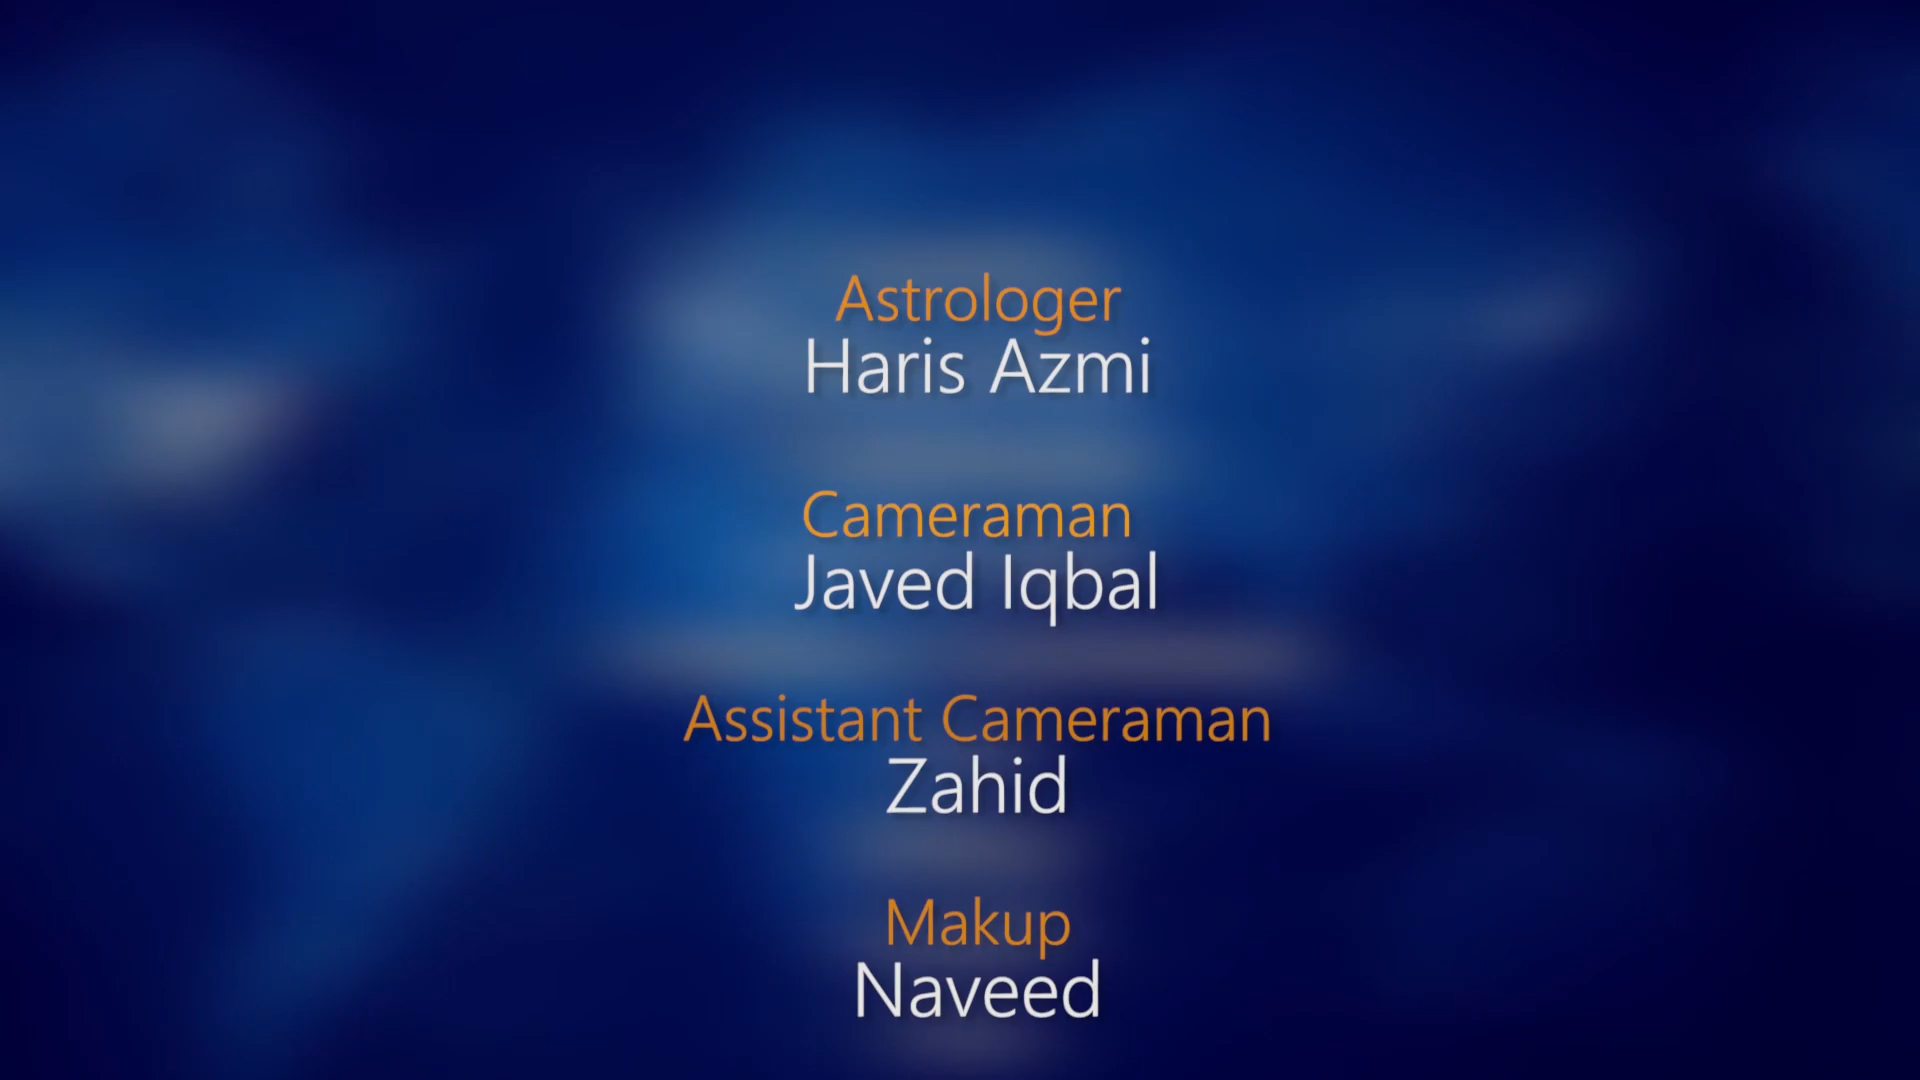 Astrologer
Haris Azmi
Cameraman
Javed Iqbal
Assistant Cameraman
Zahid
Makup
Naveed